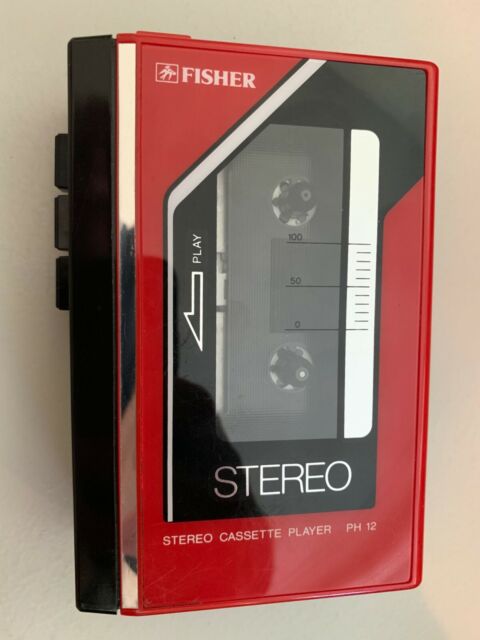 FISHER
PLAY
100
50
0
STEREO
STEREO CASSETTE PLAYER PH 12